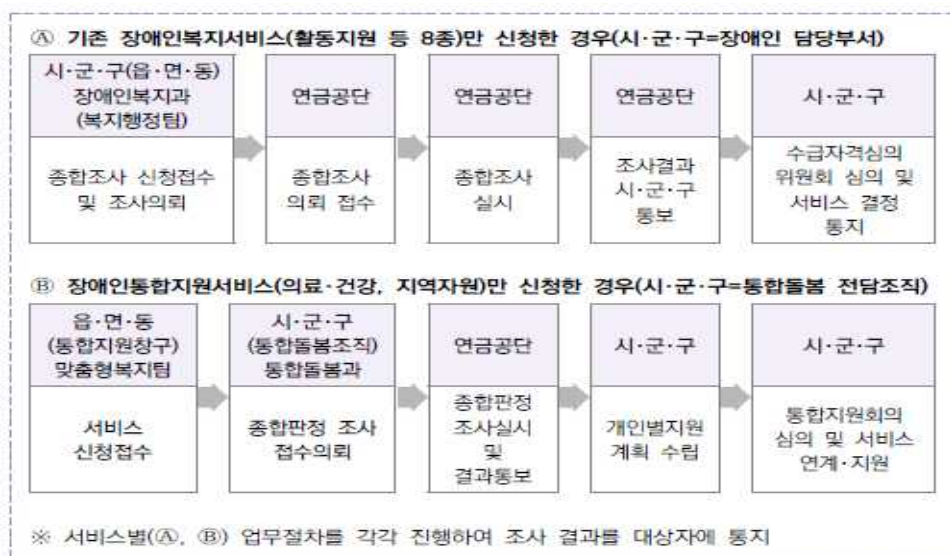 Ⓐ 기존 장애인복지서비스(활동지원 등 8종)만 신청한 경우(시·군·구=장애인 담당부서)
시·군·구(읍·면·동)
장애인복지과
(복지행정팀)
종합조사 신청접수
및 조사의뢰
연금공단
종합조사
의뢰 접수
연금공단
종합조사
실시
연금공단
조사결과
시·군·구
통보
시·군·구
수급자격심의
위원회 심의 및
서비스 결정
통지
Ⓑ 장애인통합지원서비스(의료·건강, 지역자원)만 신청한 경우(시·군·구=통합돌봄 전담조직)
읍·면·동
(통합지원창구)
맞춤형복지팀
서비스
신청접수
시·군·구
(통합돌봄조직)
통합돌봄과
종합판정 조사
접수의뢰
연금공단
종합판정
조사실시
및
결과통보
시·군·구
개인별지원
계획 수립
시·군·구
통합지원회의
심의 및 서비스
연계·지원
※ 서비스별(Ⓐ, Ⓑ) 업무절차를 각각 진행하여 조사 결과를 대상자에 통지